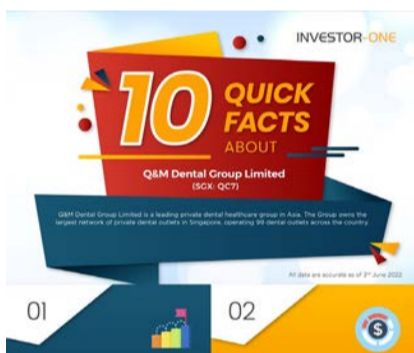 INVESTOR-ONE
10
QUICK
FACTS
ABOUT
Q&M Dental Group Limited
(SGX: QC7)
Q&M Dental Group Limited is a leading private dental healthcare group in Asia. The Group owns the
largest network of private dental outlets in Singapore, operating 99 dental outlets across the country.
All data are accurate as of 3rd June 2022
01
02
$